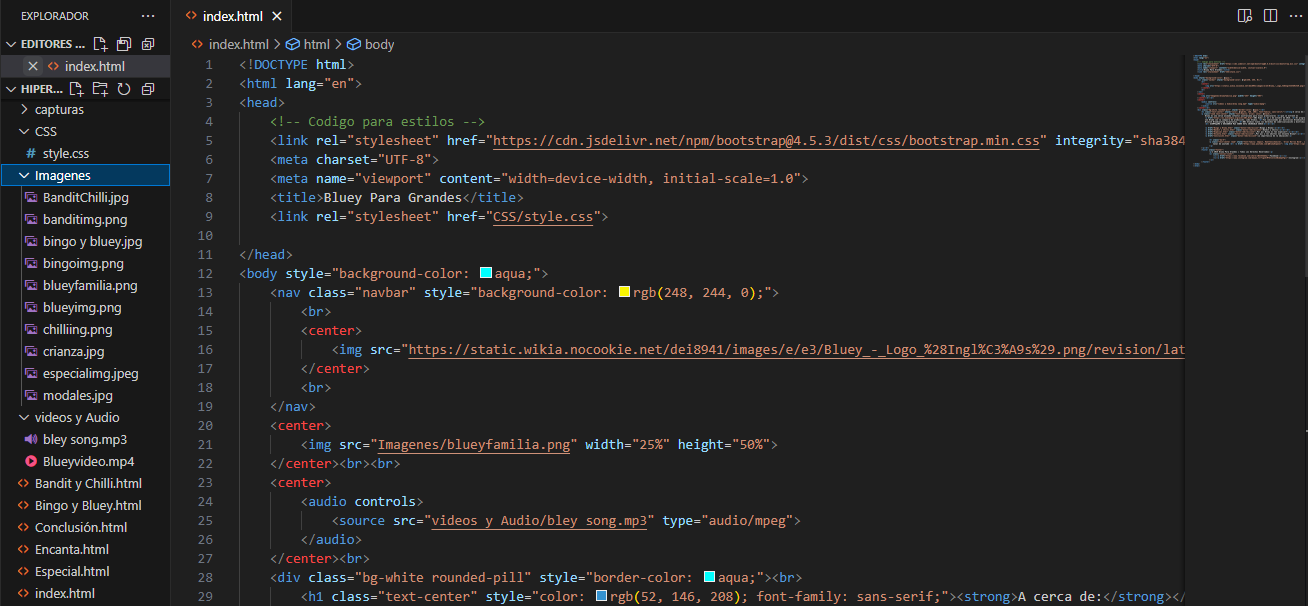 EXPLORADOR ···
index.html ×
EDITORES ...
× index.html
HIPER...
capturas
CSS
# style.css
Imagenes
BanditChilli.jpg
banditimg.png
bingo y bluey.jpg
bingoimg.png
blueyfamilia.png
blueyimg.png
chilliing.png
crianza.jpg
especialimg.jpeg
modales.jpg
videos y Audio
bley song.mp3
Blueyvideo.mp4
Bandit y Chilli.html
Bingo y Bluey.html
Conclusión.html
Encanta.html
Especial.html
index.html
index.html > html > body
1 <!DOCTYPE html>
2 <html lang="en">
3 <head>
4 <!-- Codigo para estilos -->
5 <link rel="stylesheet" href="https://cdn.jsdelivr.net/npm/bootstrap@4.5.3/dist/css/bootstrap.min.css" integrity="sha384
6 <meta charset="UTF-8">
7 <meta name="viewport" content="width=device-width, initial-scale=1.0">
8 <title>Bluey Para Grandes</title>
9 <link rel="stylesheet" href="CSS/style.css">
10
11 </head>
12 <body style="background-color: aqua;">
13 <nav class="navbar" style="background-color: rgb(248, 244, 0);">
14 <br>
15 <center>
16 <img src="https://static.wikia.nocookie.net/dei8941/images/e/e3/Bluey_-_Logo_%28Ingl%C3%A9s%29.png/revision/lat
17 </center>
18 <br>
19 </nav>
20 <center>
21 <img src="Imagenes/blueyfamilia.png" width="25%" height="50%">
22 </center><br><br>
23 <center>
24 <audio controls>
25 <source src="videos y Audio/bley song.mp3" type="audio/mpeg">
26 </audio>
27 </center><br>
28 <div class="bg-white rounded-pill" style="border-color: aqua;"><br>
29 <h1 class="text-center" style="color: rgb(52, 146, 208); font-family: sans-serif;"><strong>A cerca de:</strong></